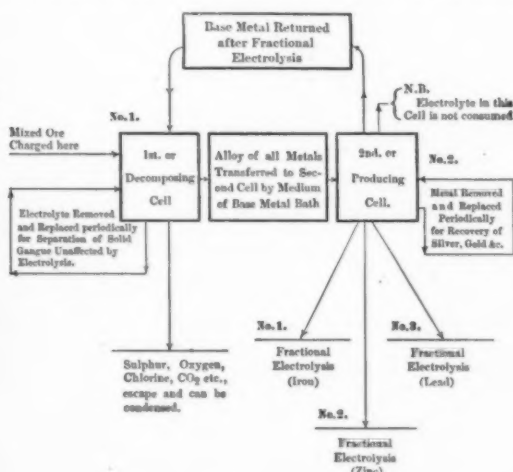 Base Metal Returned
after Fractional
Electrolysis
No.1.
N.B.
Electrolyte in this
Cell is not consumed
Mixed Ore
Charged here
1st. or
Decomposing
Cell
Alloy of all Metals
Transferred to Sec-
ond Cell by Medium
of Base Metal Bath
2nd. or
Producing
Cell.
No.2.
Electrolyte Removed
and Replaced periodically
for Separation of Solid
Gangue Unaffected by
Electrolysis.
Metal Removed
and Replaced
Periodically
for Recovery of
Silver, Gold &c.
Sulphur, Oxygen,
Chlorine, CO₂ etc.,
escape and can be
condensed.
No.1.
Fractional
Electrolysis
(Iron)
No.3.
Fractional
Electrolysis
(Lead)
No.2.
Fractional
Electrolysis
(Zinc)